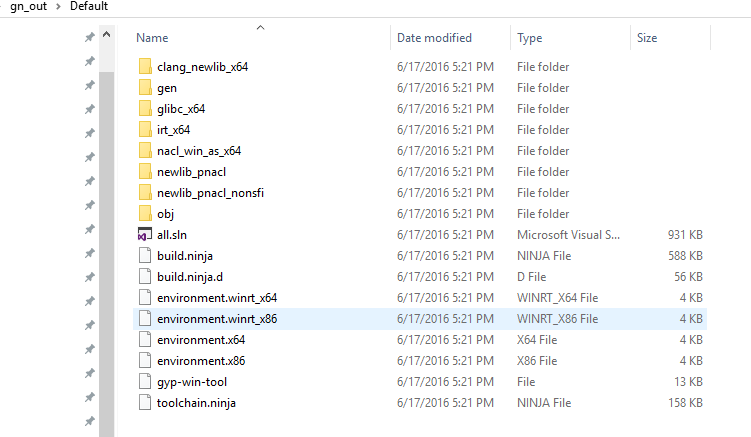 gn_out > Default
Name Date modified Type Size
clang_newlib_x64 6/17/2016 5:21 PM File folder
gen 6/17/2016 5:21 PM File folder
glibc_x64 6/17/2016 5:21 PM File folder
irt_x64 6/17/2016 5:21 PM File folder
nacl_win_as_x64 6/17/2016 5:21 PM File folder
newlib_pnacl 6/17/2016 5:21 PM File folder
newlib_pnacl_nonsfi 6/17/2016 5:21 PM File folder
obj 6/17/2016 5:21 PM File folder
all.sln 6/17/2016 5:21 PM Microsoft Visual S... 931 KB
build.ninja 6/17/2016 5:21 PM NINJA File 588 KB
build.ninja.d 6/17/2016 5:21 PM D File 56 KB
environment.winrt_x64 6/17/2016 5:21 PM WINRT_X64 File 4 KB
environment.winrt_x86 6/17/2016 5:21 PM WINRT_X86 File 4 KB
environment.x64 6/17/2016 5:21 PM X64 File 4 KB
environment.x86 6/17/2016 5:21 PM X86 File 4 KB
gyp-win-tool 6/17/2016 5:21 PM File 13 KB
toolchain.ninja 6/17/2016 5:21 PM NINJA File 158 KB